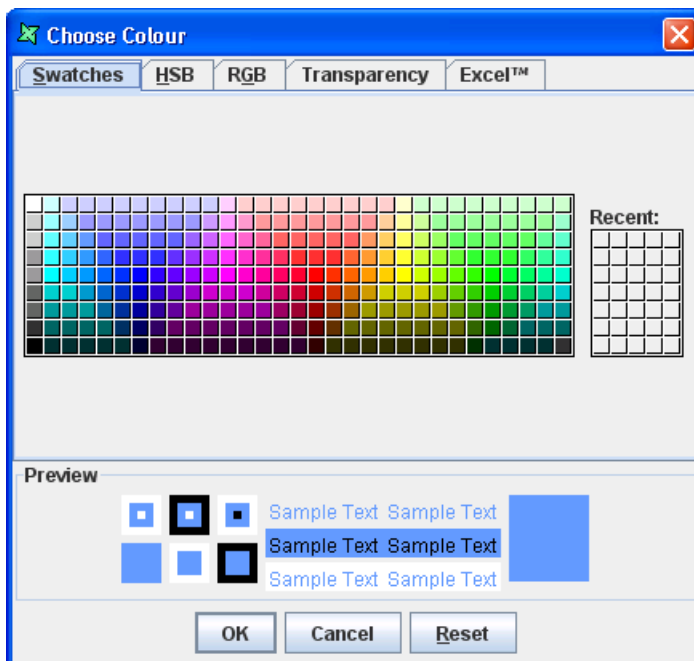 Choose Colour
Swatches HSB RGB Transparency Excel™
Recent:
Preview
Sample Text Sample Text
Sample Text Sample Text
Sample Text Sample Text
OK Cancel Reset